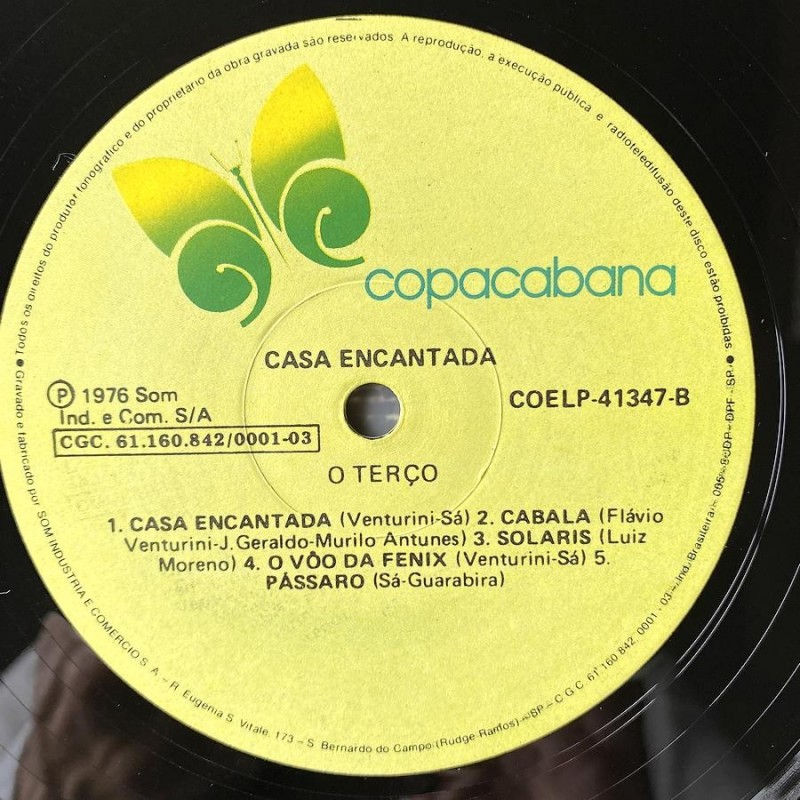 ● Todos os direitos do produtor fonográfico e do proprietario da obra gravada são reservados. A reprodução, a execução publica e radioteledifusão deste disco estão proibidas ●
copacabana
CASA ENCANTADA
Ⓟ 1976 Som
Ind. e Com. S/A
CGC. 61.160.842/0001-03
COELP-41347-B
O TERÇO
1. CASA ENCANTADA (Venturini-Sá) 2. CABALA (Flávio
Venturini-J.Geraldo-Murilo Antunes) 3. SOLARIS (Luiz
Moreno) 4. O VÔO DA FENIX (Venturini-Sá) 5.
PÁSSARO (Sá-Guarabira)
● Gravado e fabricado por SOM INDUSTRIA E COMERCIO S. A - R. Eugenia S. Vitale, 173 - S. Bernardo do Campo (Rudge Ramos) - SP - C G C 61 160 842 0001 - 03 - Ind. Brasileira - DPF - SP